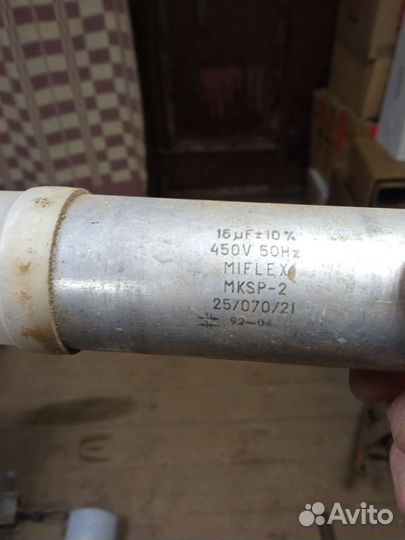 16 µF ± 10 %
450V 50Hz
MIFLEX
MKSP-2
25/070/21
92-04
Avito